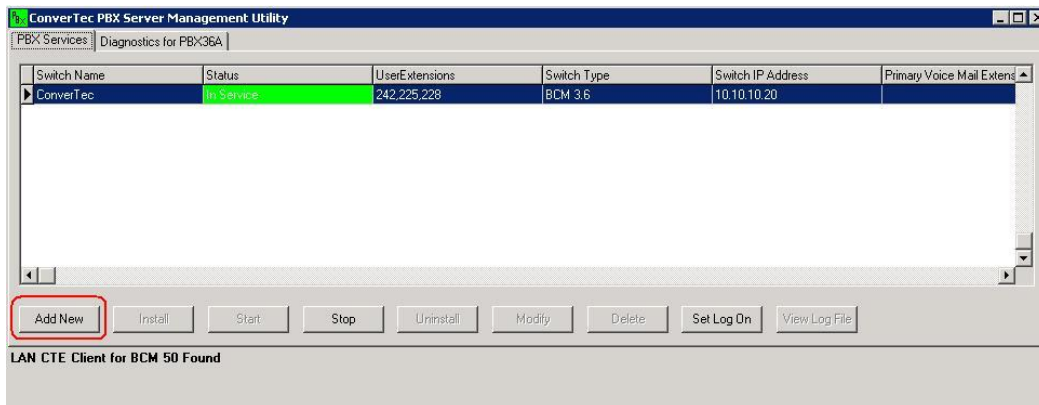 PBX ConverTec PBX Server Management Utility
PBX Services Diagnostics for PBX36A
Switch Name Status UserExtensions Switch Type Switch IP Address Primary Voice Mail Extens
ConverTec In Service 242,225,228 BCM 3.6 10.10.10.20
Add New Install Start Stop Uninstall Modify Delete Set Log On View Log File
LAN CTE Client for BCM 50 Found